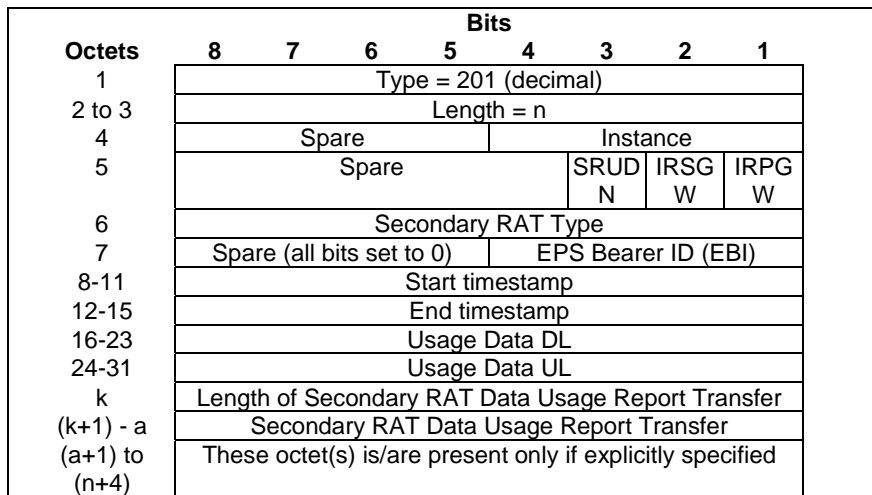 Bits
Octets 8 7 6 5 4 3 2 1
1 Type = 201 (decimal)
2 to 3 Length = n
4 Spare Instance
5 Spare SRUD IRSG IRPG
N W W
6 Secondary RAT Type
7 Spare (all bits set to 0) EPS Bearer ID (EBI)
8-11 Start timestamp
12-15 End timestamp
16-23 Usage Data DL
24-31 Usage Data UL
k Length of Secondary RAT Data Usage Report Transfer
(k+1) - a Secondary RAT Data Usage Report Transfer
(a+1) to These octet(s) is/are present only if explicitly specified
(n+4)